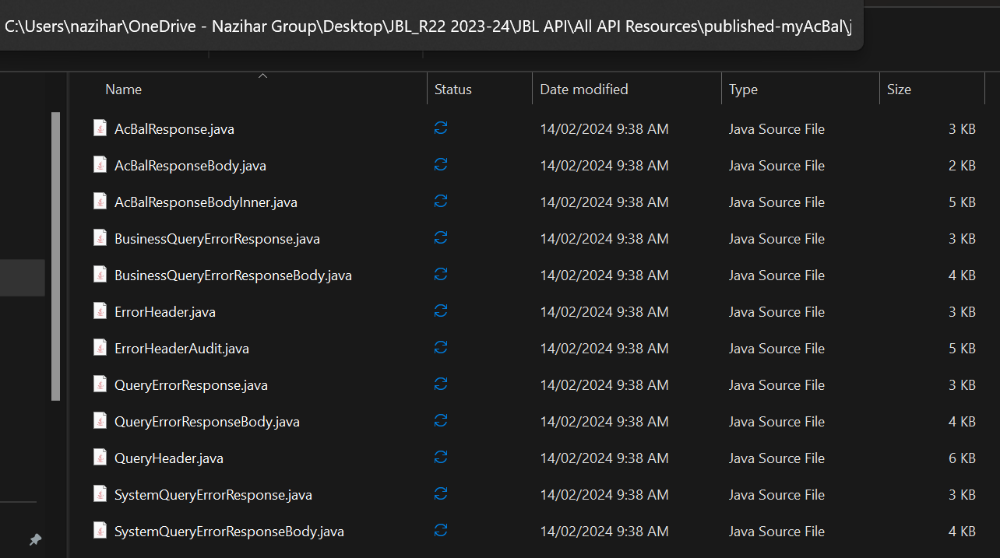 C:\Users\nazihar\OneDrive - Nazihar Group\Desktop\JBL_R22 2023-24\JBL API\All API Resources\published-myAcBal\j
Name Status Date modified Type Size
AcBalResponse.java 14/02/2024 9:38 AM Java Source File 3 KB
AcBalResponseBody.java 14/02/2024 9:38 AM Java Source File 2 KB
AcBalResponseBodyInner.java 14/02/2024 9:38 AM Java Source File 5 KB
BusinessQueryErrorResponse.java 14/02/2024 9:38 AM Java Source File 3 KB
BusinessQueryErrorResponseBody.java 14/02/2024 9:38 AM Java Source File 4 KB
ErrorHeader.java 14/02/2024 9:38 AM Java Source File 3 KB
ErrorHeaderAudit.java 14/02/2024 9:38 AM Java Source File 5 KB
QueryErrorResponse.java 14/02/2024 9:38 AM Java Source File 3 KB
QueryErrorResponseBody.java 14/02/2024 9:38 AM Java Source File 4 KB
QueryHeader.java 14/02/2024 9:38 AM Java Source File 6 KB
SystemQueryErrorResponse.java 14/02/2024 9:38 AM Java Source File 3 KB
SystemQueryErrorResponseBody.java 14/02/2024 9:38 AM Java Source File 4 KB